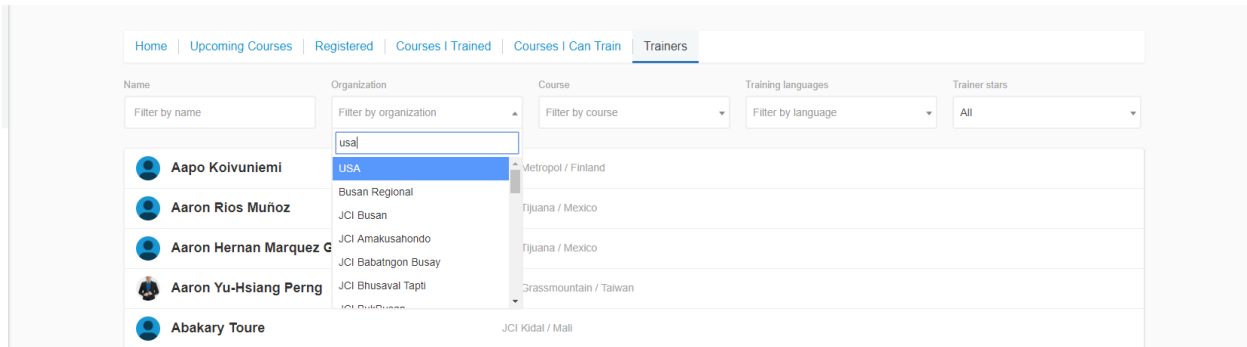 Home Upcoming Courses Registered Courses I Trained Courses I Can Train Trainers
Name Organization Course Training languages Trainer stars
Filter by name Filter by organization Filter by course Filter by language All
usa
Aapo Koivuniemi USA Metropol / Finland
Busan Regional
Aaron Rios Muñoz JCI Busan Tijuana / Mexico
JCI Amakusahondo
Aaron Hernan Marquez G Tijuana / Mexico
JCI Babatngon Busay
Aaron Yu-Hsiang Perng JCI Bhusaval Tapti Grassmountain / Taiwan
Abakary Toure JCI Kidal / Mali